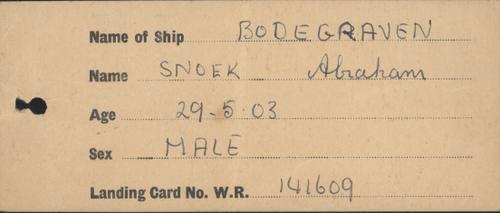 Name of Ship BODEGRAVEN
Name SNOEK Abraham
Age 29-5-03
Sex MALE
Landing Card No. W.R. 141609